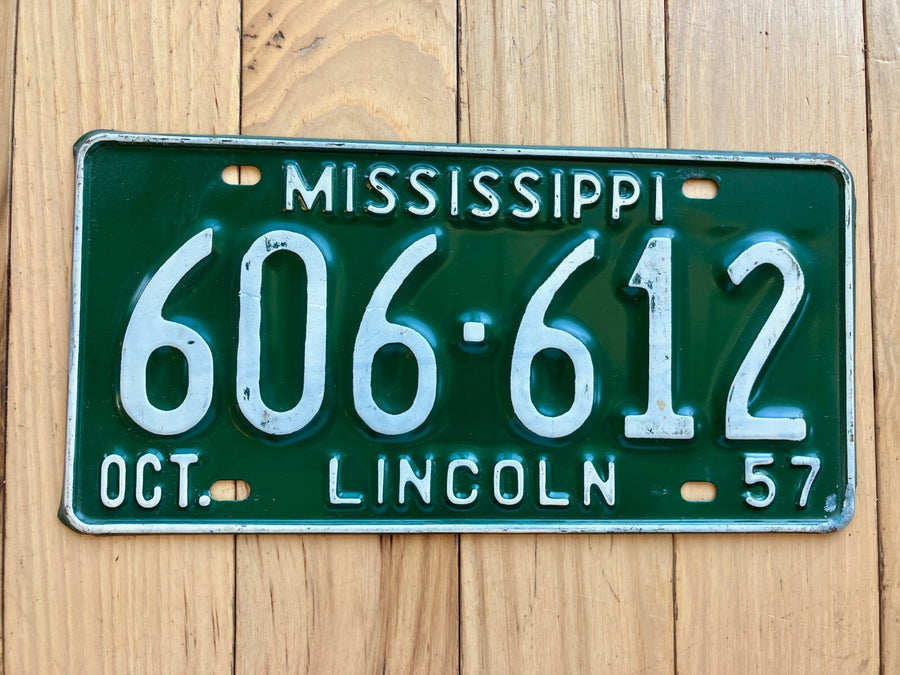 MISSISSIPPI
606·612
OCT. LINCOLN 57